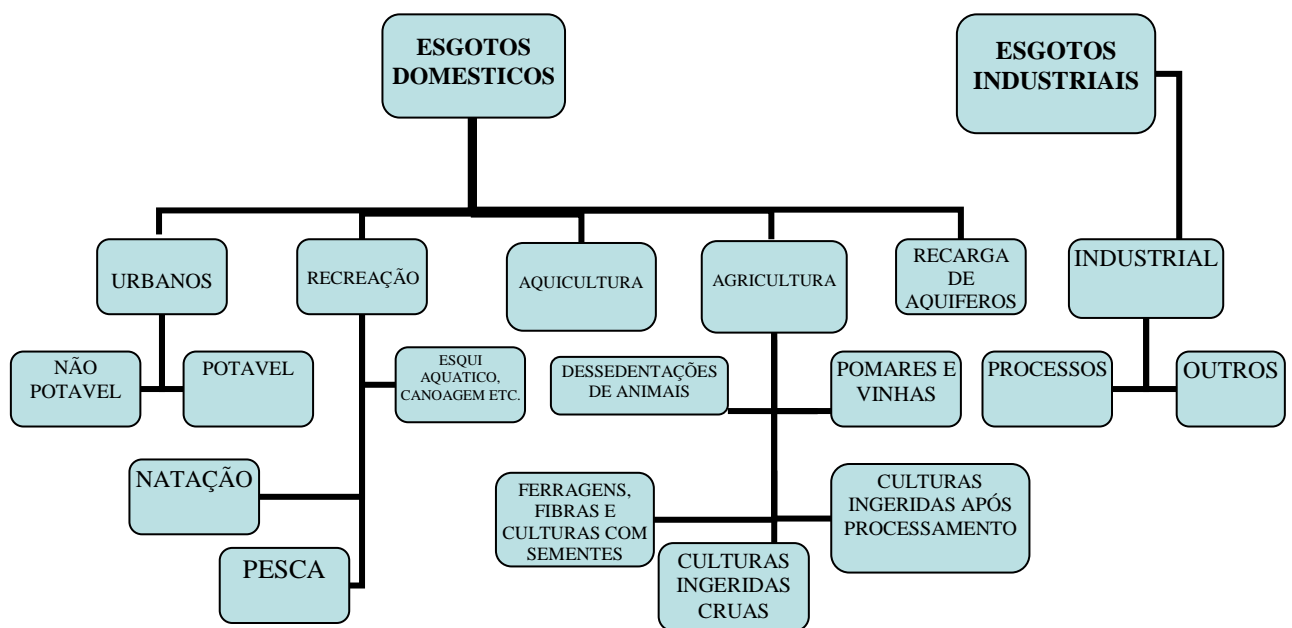 ESGOTOS
DOMESTICOS
ESGOTOS
INDUSTRIAIS
URBANOS
RECREAÇÃO
AQUICULTURA
AGRICULTURA
RECARGA
DE
AQUIFEROS
INDUSTRIAL
NÃO
POTAVEL
POTAVEL
ESQUI
AQUATICO,
CANOAGEM ETC.
DESSEDENTAÇÕES
DE ANIMAIS
POMARES E
VINHAS
PROCESSOS
OUTROS
NATAÇÃO
FERRAGENS,
FIBRAS E
CULTURAS COM
SEMENTES
CULTURAS
INGERIDAS APÓS
PROCESSAMENTO
PESCA
CULTURAS
INGERIDAS
CRUAS